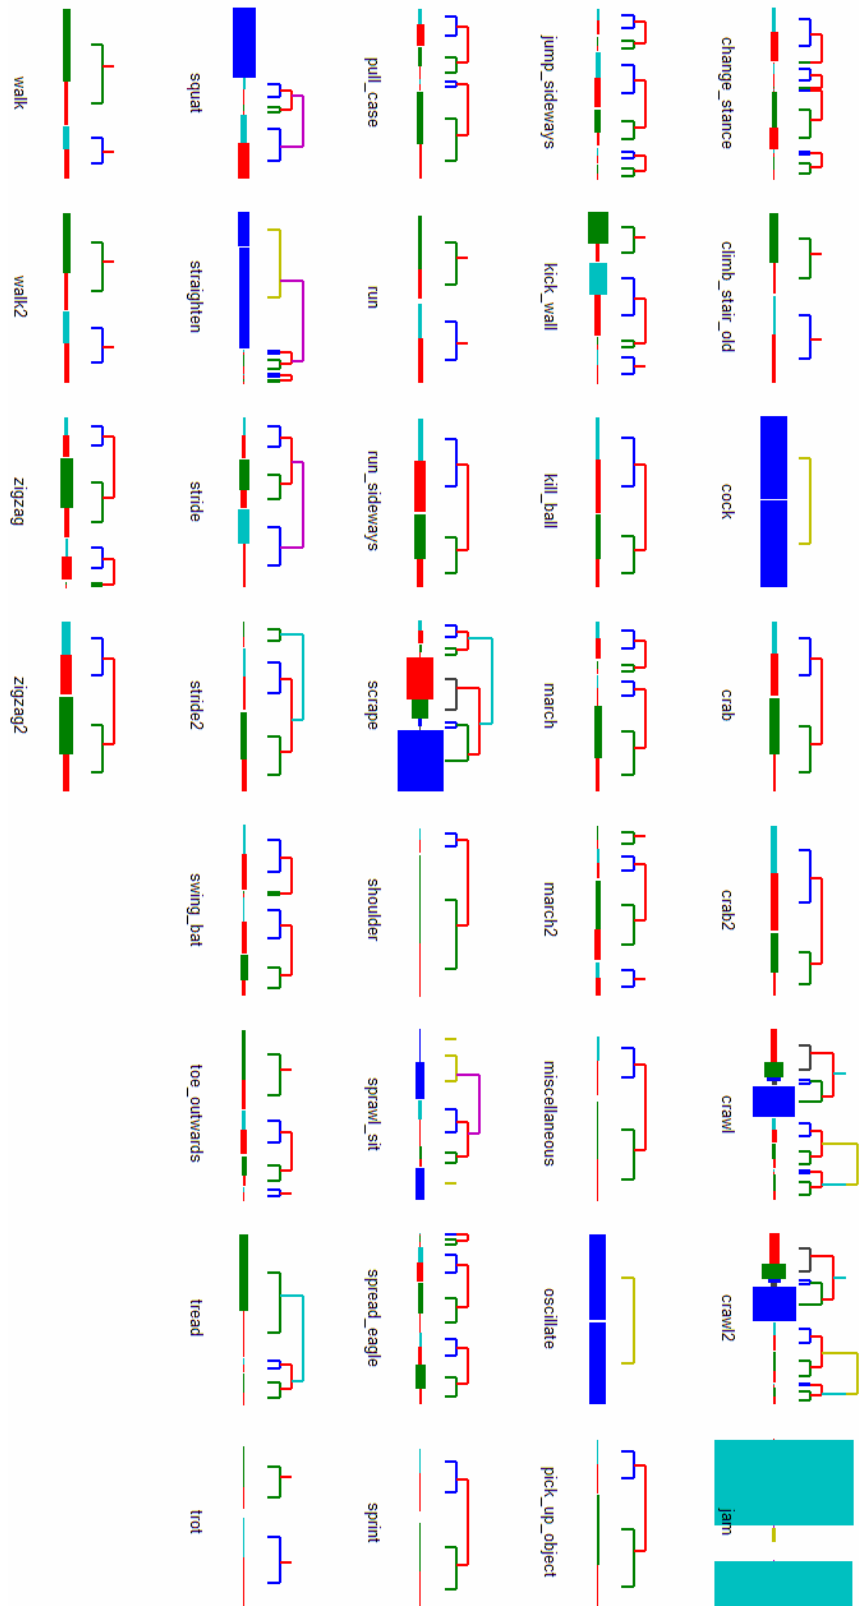 change_stance climb_stair_old cock crab crab2 crawl crawl2 jam
jump_sideways kick_wall kill_ball march march2 miscellaneous oscillate pick_up_object
pull_case run run_sideways scrape shoulder sprawl_sit spread_eagle sprint
squat straighten stride stride2 swing_bat toe_outwards tread trot
walk walk2 zigzag zigzag2